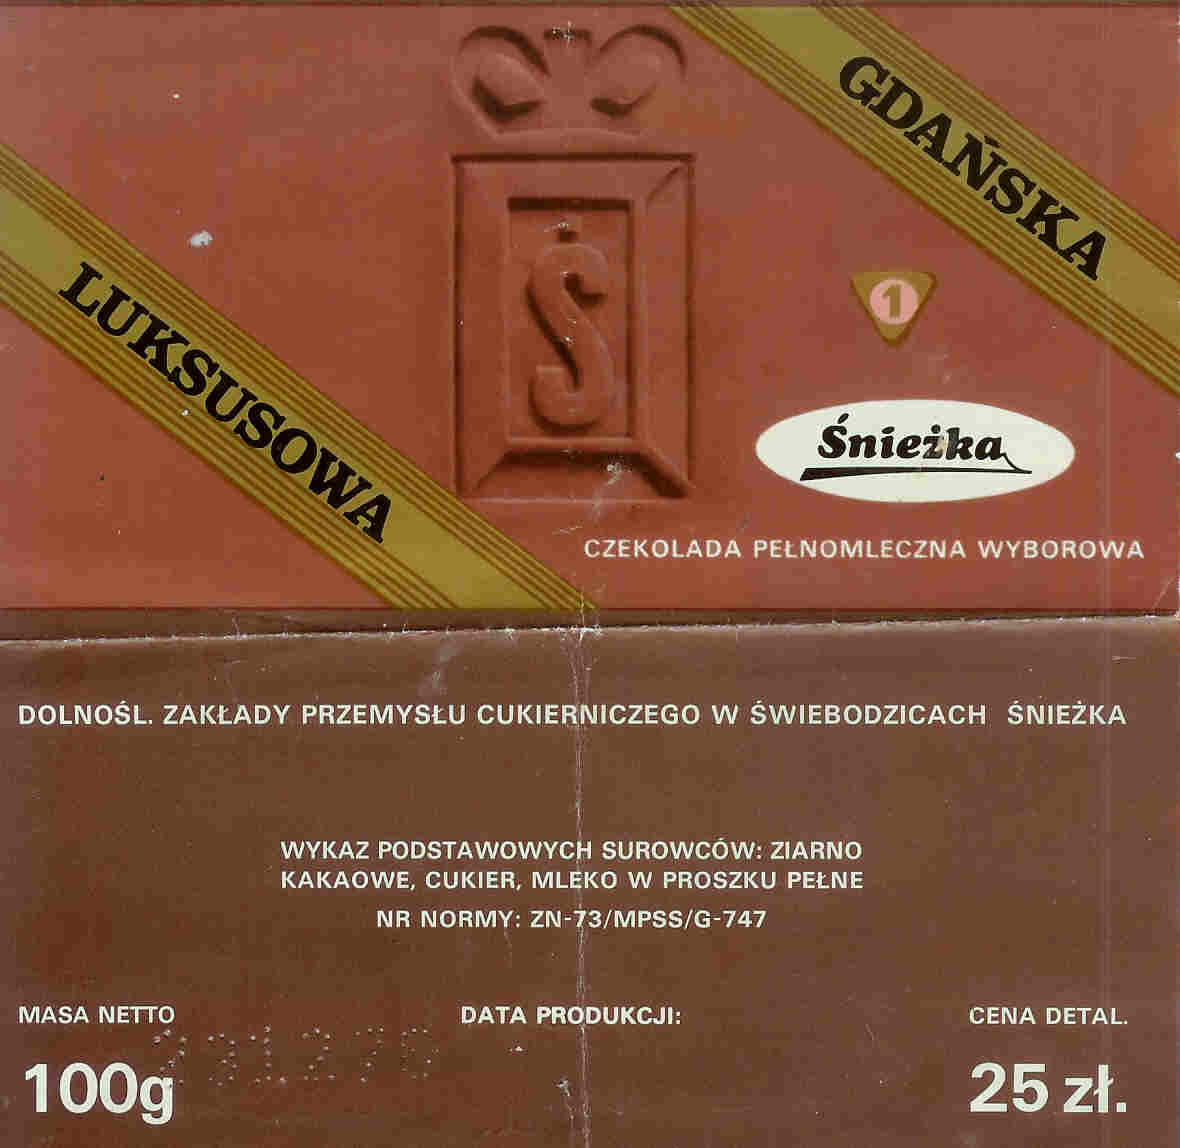 GDAŃSKA
LUKSUSOWA
Ś
1
Śnieżka
CZEKOLADA PEŁNOMLECZNA WYBOROWA
DOLNOŚL. ZAKŁADY PRZEMYSŁU CUKIERNICZEGO W ŚWIEBODZICACH ŚNIEŻKA
WYKAZ PODSTAWOWYCH SUROWCÓW: ZIARNO
KAKAOWE, CUKIER, MLEKO W PROSZKU PEŁNE
NR NORMY: ZN-73/MPSS/G-747
MASA NETTO
DATA PRODUKCJI:
CENA DETAL.
100g
25 zł.